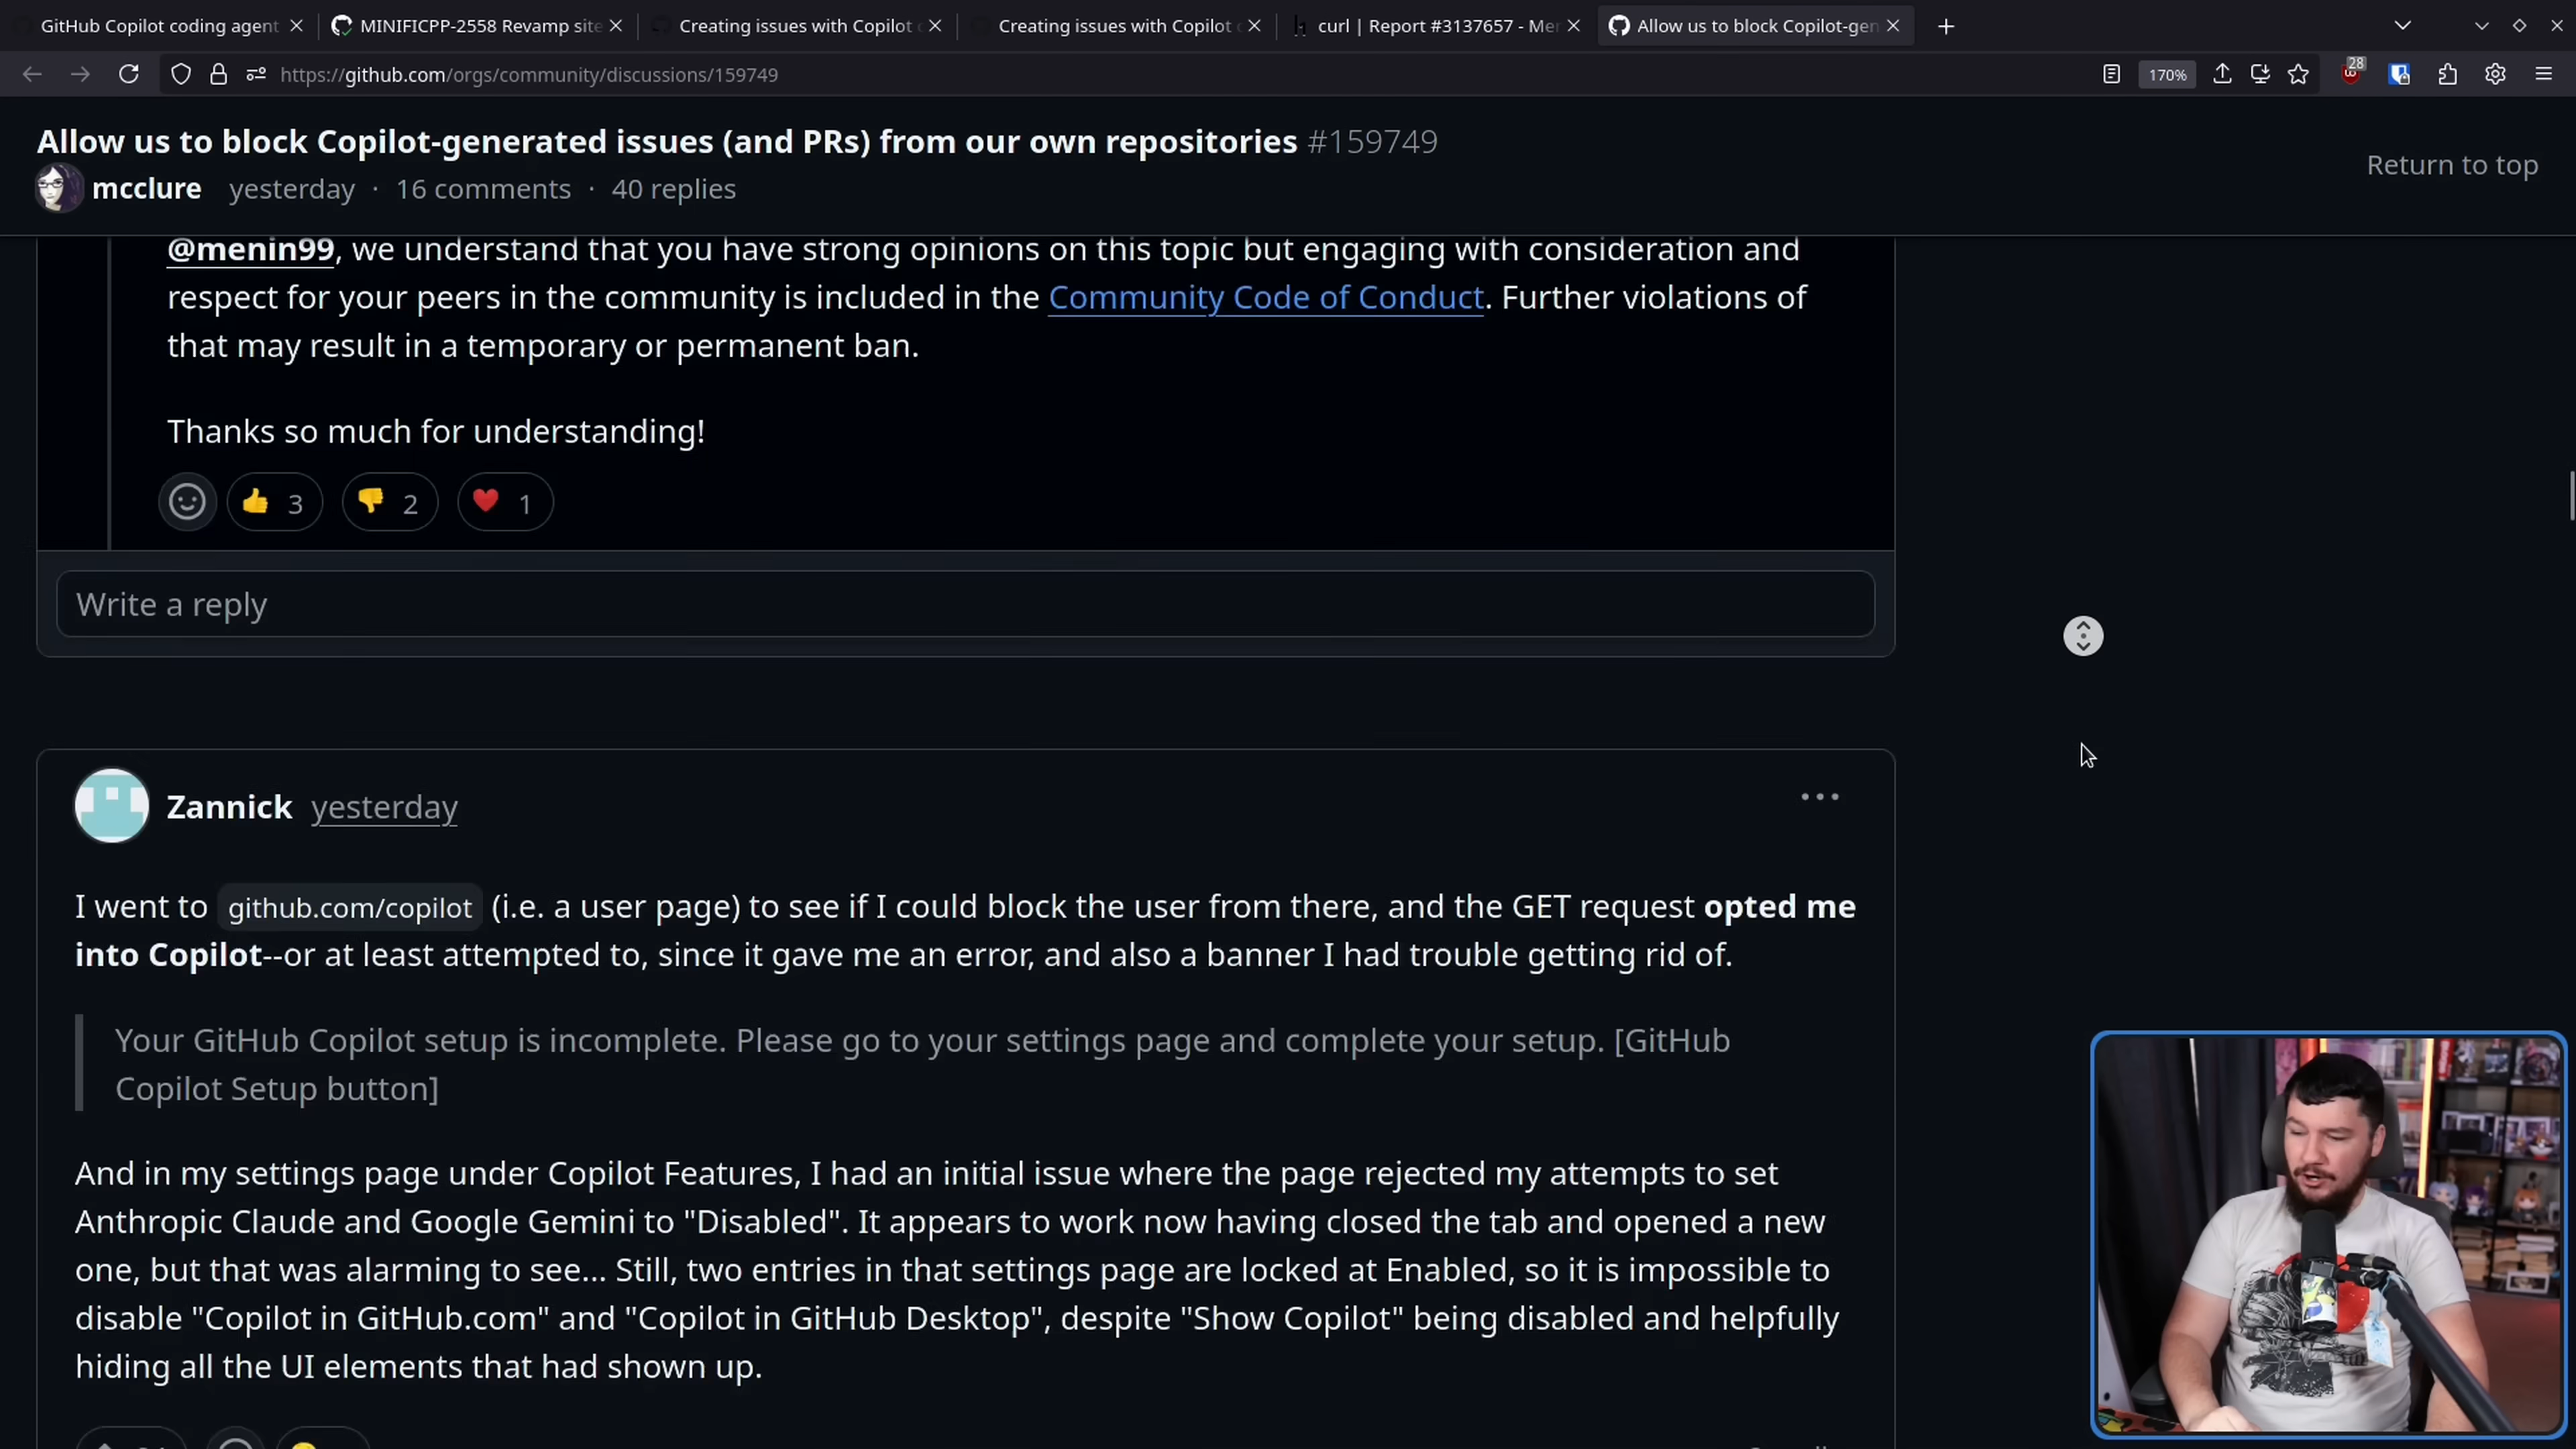 GitHub Copilot coding agent
MINIFICPP-2558 Revamp site
Creating issues with Copilot
Creating issues with Copilot
curl | Report #3137657 - Me
Allow us to block Copilot-gen
https://github.com/orgs/community/discussions/159749
170%
28
Allow us to block Copilot-generated issues (and PRs) from our own repositories #159749
mcclure yesterday · 16 comments · 40 replies
Return to top
@menin99, we understand that you have strong opinions on this topic but engaging with consideration and
respect for your peers in the community is included in the Community Code of Conduct. Further violations of
that may result in a temporary or permanent ban.
Thanks so much for understanding!
3 2 1
Write a reply
Zannick yesterday
I went to github.com/copilot (i.e. a user page) to see if I could block the user from there, and the GET request opted me
into Copilot--or at least attempted to, since it gave me an error, and also a banner I had trouble getting rid of.
Your GitHub Copilot setup is incomplete. Please go to your settings page and complete your setup. [GitHub
Copilot Setup button]
And in my settings page under Copilot Features, I had an initial issue where the page rejected my attempts to set
Anthropic Claude and Google Gemini to "Disabled". It appears to work now having closed the tab and opened a new
one, but that was alarming to see... Still, two entries in that settings page are locked at Enabled, so it is impossible to
disable "Copilot in GitHub.com" and "Copilot in GitHub Desktop", despite "Show Copilot" being disabled and helpfully
hiding all the UI elements that had shown up.